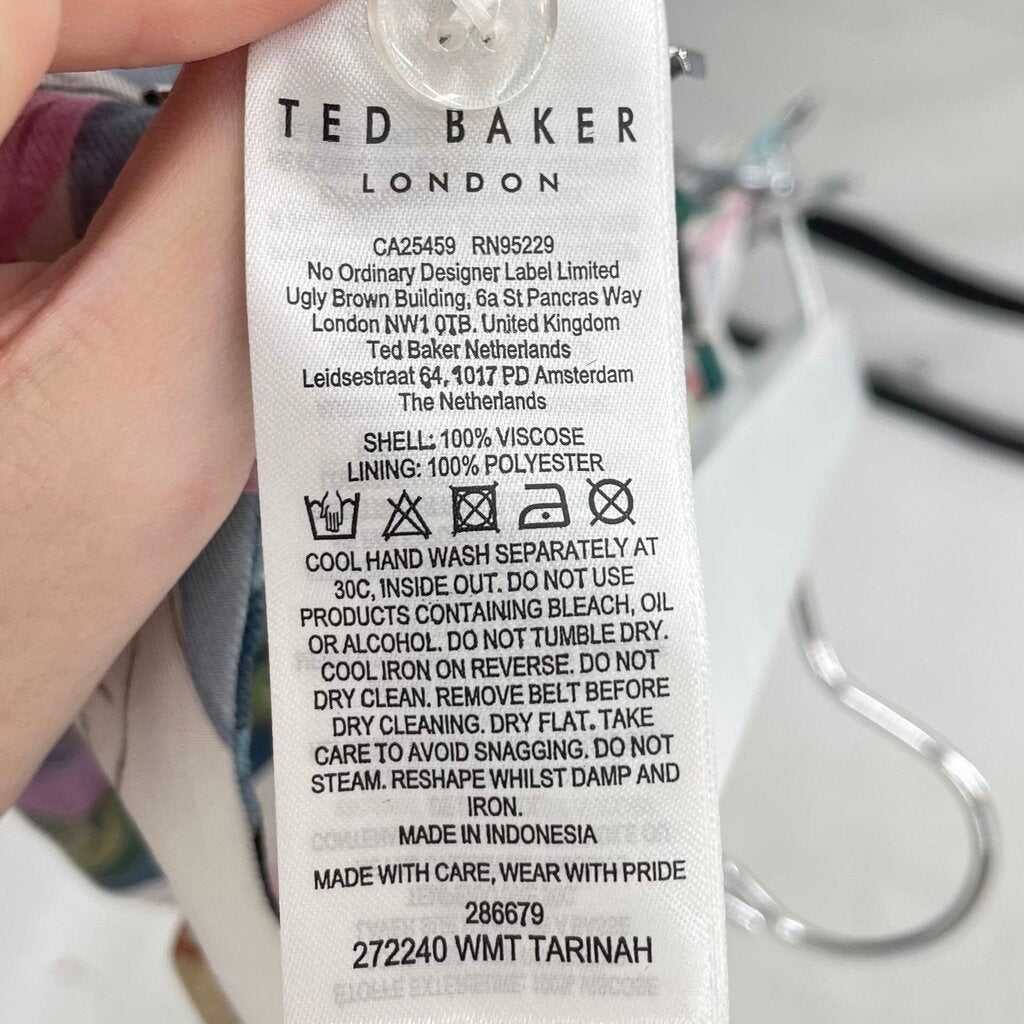 TED BAKER
LONDON
CA25459 RN95229
No Ordinary Designer Label Limited
Ugly Brown Building, 6a St Pancras Way
London NW1 0TB. United Kingdom
Ted Baker Netherlands
Leidsestraat 64, 1017 PD Amsterdam
The Netherlands
SHELL: 100% VISCOSE
LINING: 100% POLYESTER
COOL HAND WASH SEPARATELY AT
30C, INSIDE OUT. DO NOT USE
PRODUCTS CONTAINING BLEACH, OIL
OR ALCOHOL. DO NOT TUMBLE DRY.
COOL IRON ON REVERSE. DO NOT
DRY CLEAN. REMOVE BELT BEFORE
DRY CLEANING. DRY FLAT. TAKE
CARE TO AVOID SNAGGING. DO NOT
STEAM. RESHAPE WHILST DAMP AND
IRON.
MADE IN INDONESIA
MADE WITH CARE, WEAR WITH PRIDE
286679
272240 WMT TARINAH